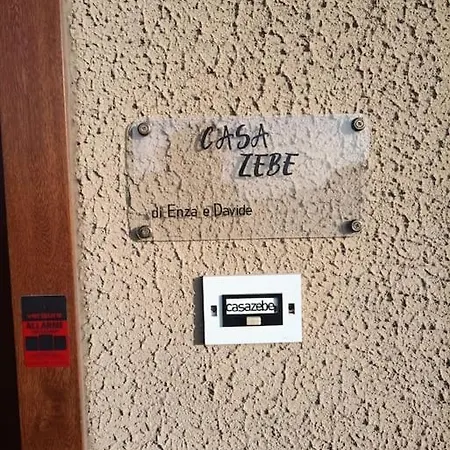 CASA
ZEBE
di Enza e Davide
casazebe
ALLARME